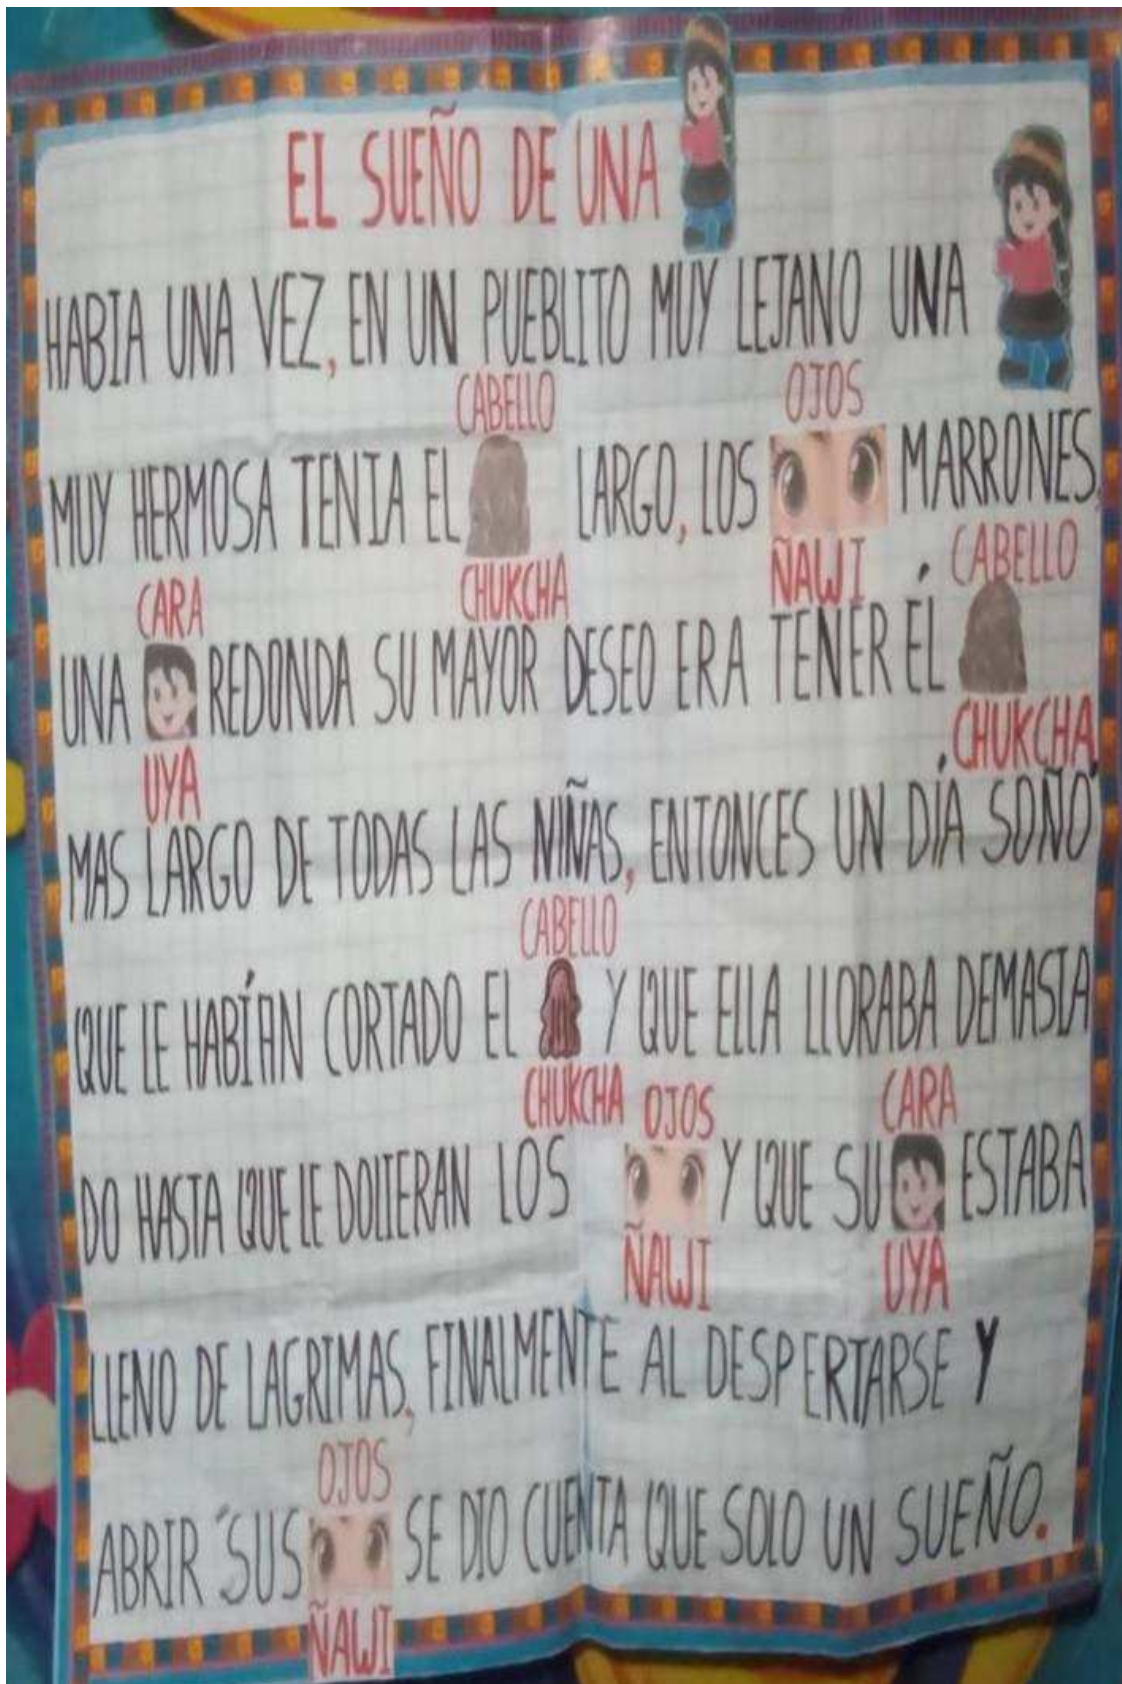 EL SUEÑO DE UNA
HABIA UNA VEZ, EN UN PUEBLITO MUY LEJANO UNA
CABELLO OJOS
MUY HERMOSA TENIA EL LARGO, LOS MARRONES,
CARA CHUKCHA ÑAWI CABELLO
UNA REDONDA SU MAYOR DESEO ERA TENER ÉL
UYA CHUKCHA
MAS LARGO DE TODAS LAS NIÑAS, ENTONCES UN DÍA SOÑÓ
CABELLO
QUE LE HABÍAN CORTADO EL Y QUE ELLA LLORABA DEMASIA
CHUKCHA OJOS CARA
DO HASTA QUE LE DOLIERAN LOS Y QUE SU ESTABA
ÑAWI UYA
LLENO DE LAGRIMAS, FINALMENTE AL DESPERTARSE Y
OJOS
ABRIR SUS SE DIO CUENTA QUE SOLO UN SUEÑO.
ÑAWI